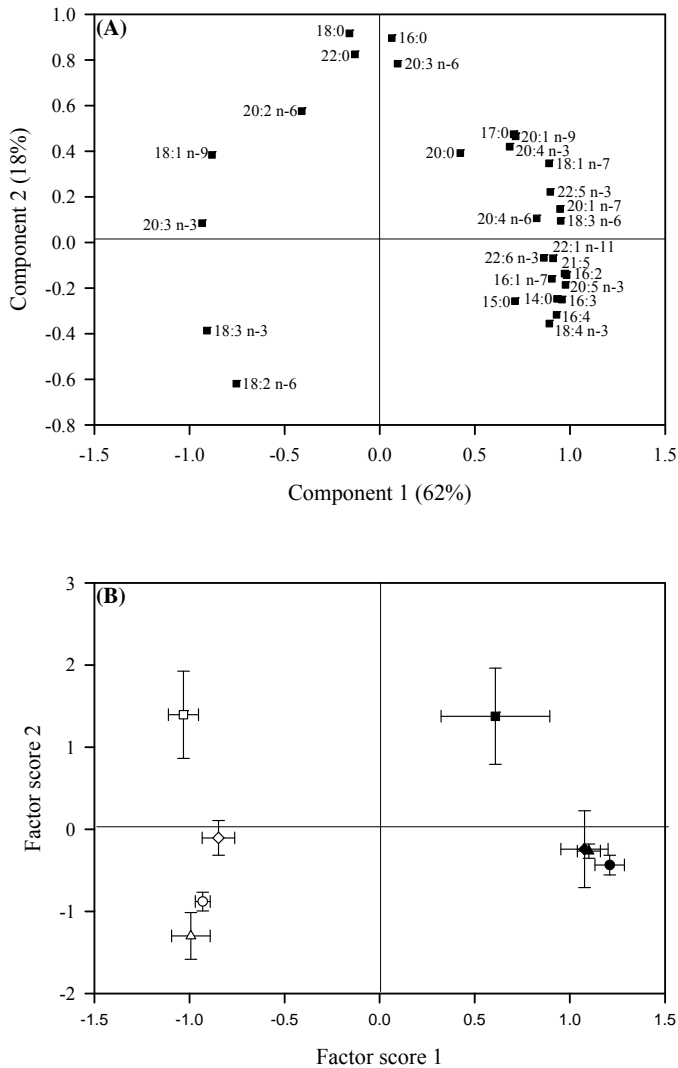 (A)
1.0
0.8
0.6
0.4
0.2
0.0
-0.2
-0.4
-0.6
-0.8
Component 2 (18%)
18:0
16:0
22:0
20:3 n-6
20:2 n-6
17:0
20:1 n-9
20:4 n-3
20:0
18:1 n-9
18:1 n-7
22:5 n-3
20:1 n-7
20:3 n-3
20:4 n-6
18:3 n-6
22:1 n-11
22:6 n-3
21:5
16:2
16:1 n-7
20:5 n-3
15:0
14:0
16:3
16:4
18:3 n-3
18:4 n-3
18:2 n-6
-1.5 -1.0 -0.5 0.0 0.5 1.0 1.5
Component 1 (62%)
(B)
3
2
1
0
-1
-2
Factor score 2
-1.5 -1.0 -0.5 0.0 0.5 1.0 1.5
Factor score 1